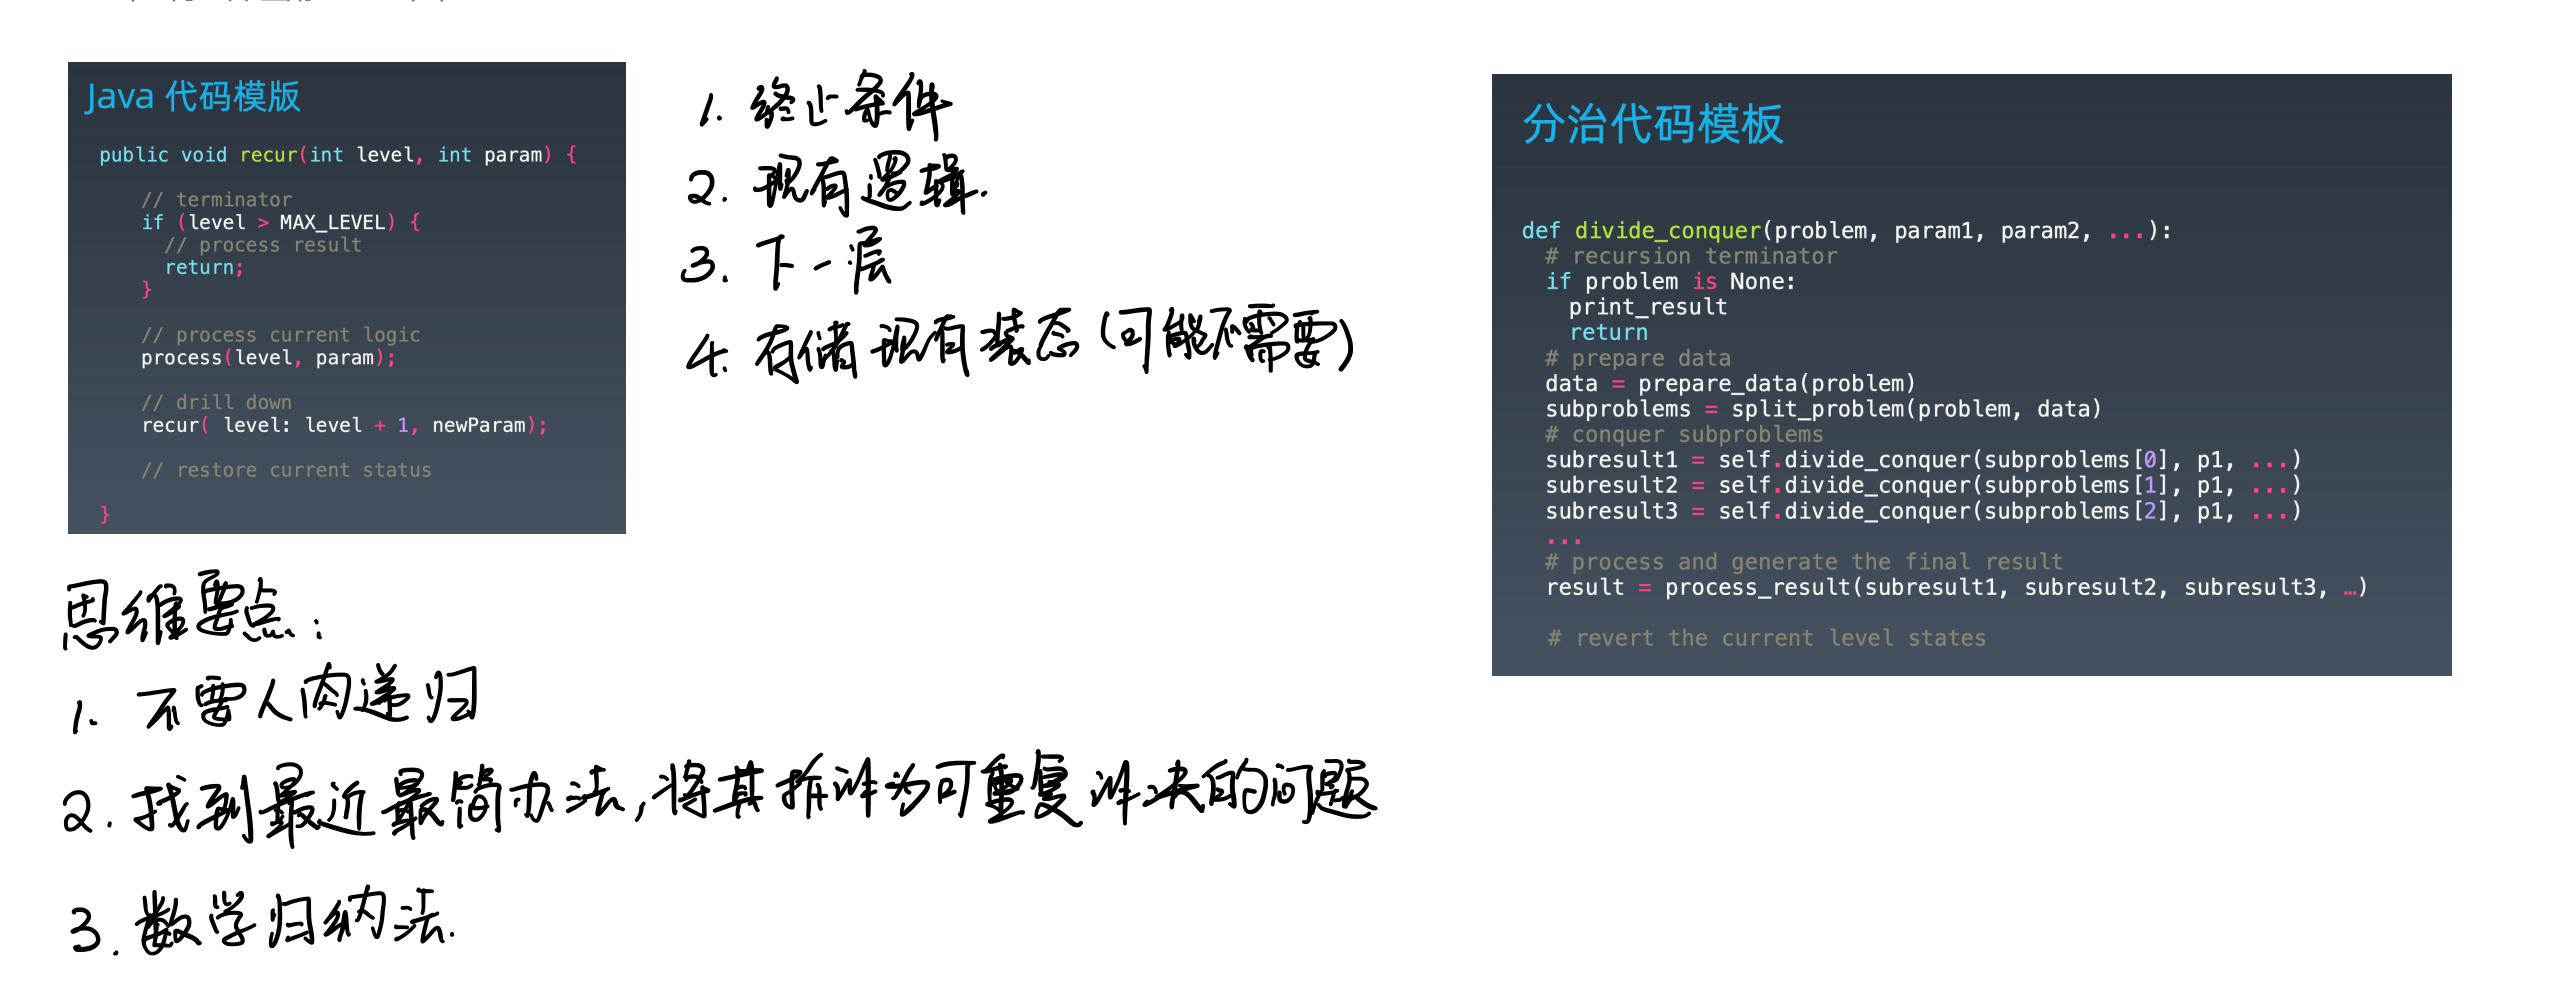 Java 代码模版
public void recur(int level, int param) {
// terminator
if (level > MAX_LEVEL) {
// process result
return;
}
// process current logic
process(level, param);
// drill down
recur( level: level + 1, newParam);
// restore current status
}
1. 终止条件
2. 现有逻辑.
3. 下一层
4. 存储现有装态(可能不需要)
分治代码模板
def divide_conquer(problem, param1, param2, ...):
# recursion terminator
if problem is None:
print_result
return
# prepare data
data = prepare_data(problem)
subproblems = split_problem(problem, data)
# conquer subproblems
subresult1 = self.divide_conquer(subproblems[0], p1, ...)
subresult2 = self.divide_conquer(subproblems[1], p1, ...)
subresult3 = self.divide_conquer(subproblems[2], p1, ...)
...
# process and generate the final result
result = process_result(subresult1, subresult2, subresult3, …)
# revert the current level states
思维要点:
1. 不要人肉递归
2. 找到最近最简办法,将其拆解为可重复解决的问题
3. 数学归纳法.